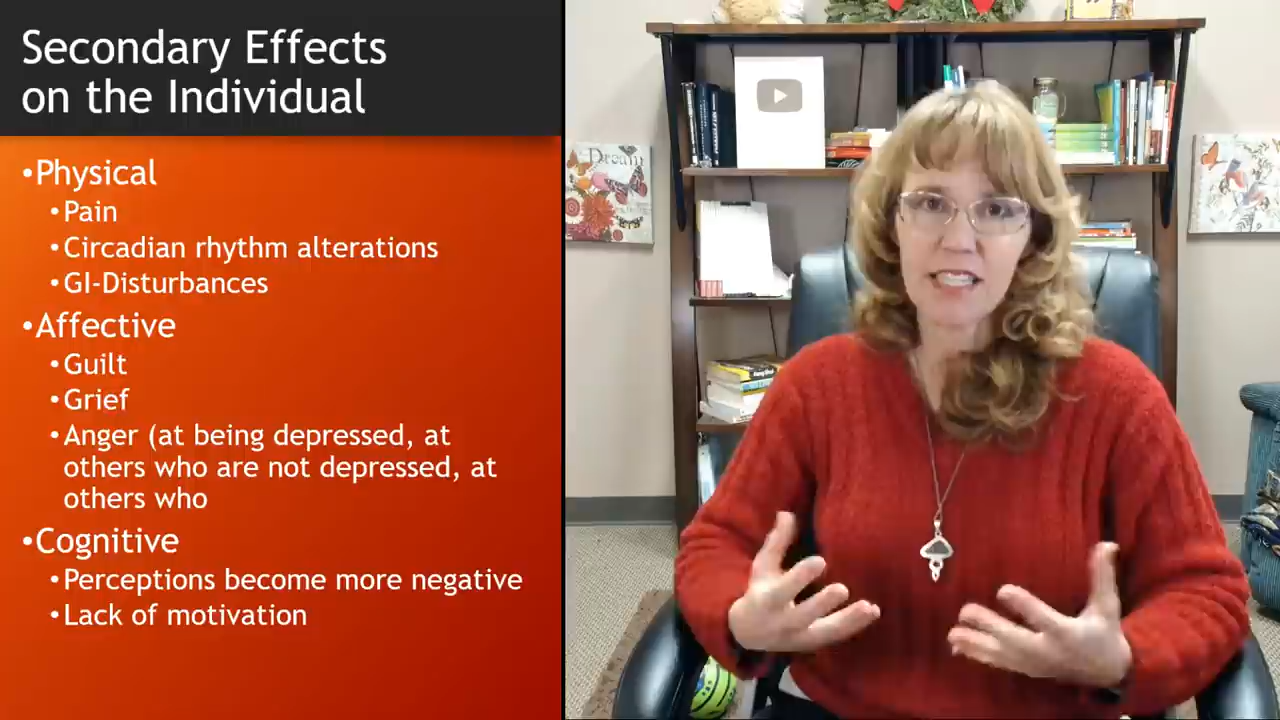 Secondary Effects
on the Individual
•Physical
•Pain
•Circadian rhythm alterations
•GI-Disturbances
•Affective
•Guilt
•Grief
•Anger (at being depressed, at
others who are not depressed, at
others who
•Cognitive
•Perceptions become more negative
•Lack of motivation
Dream